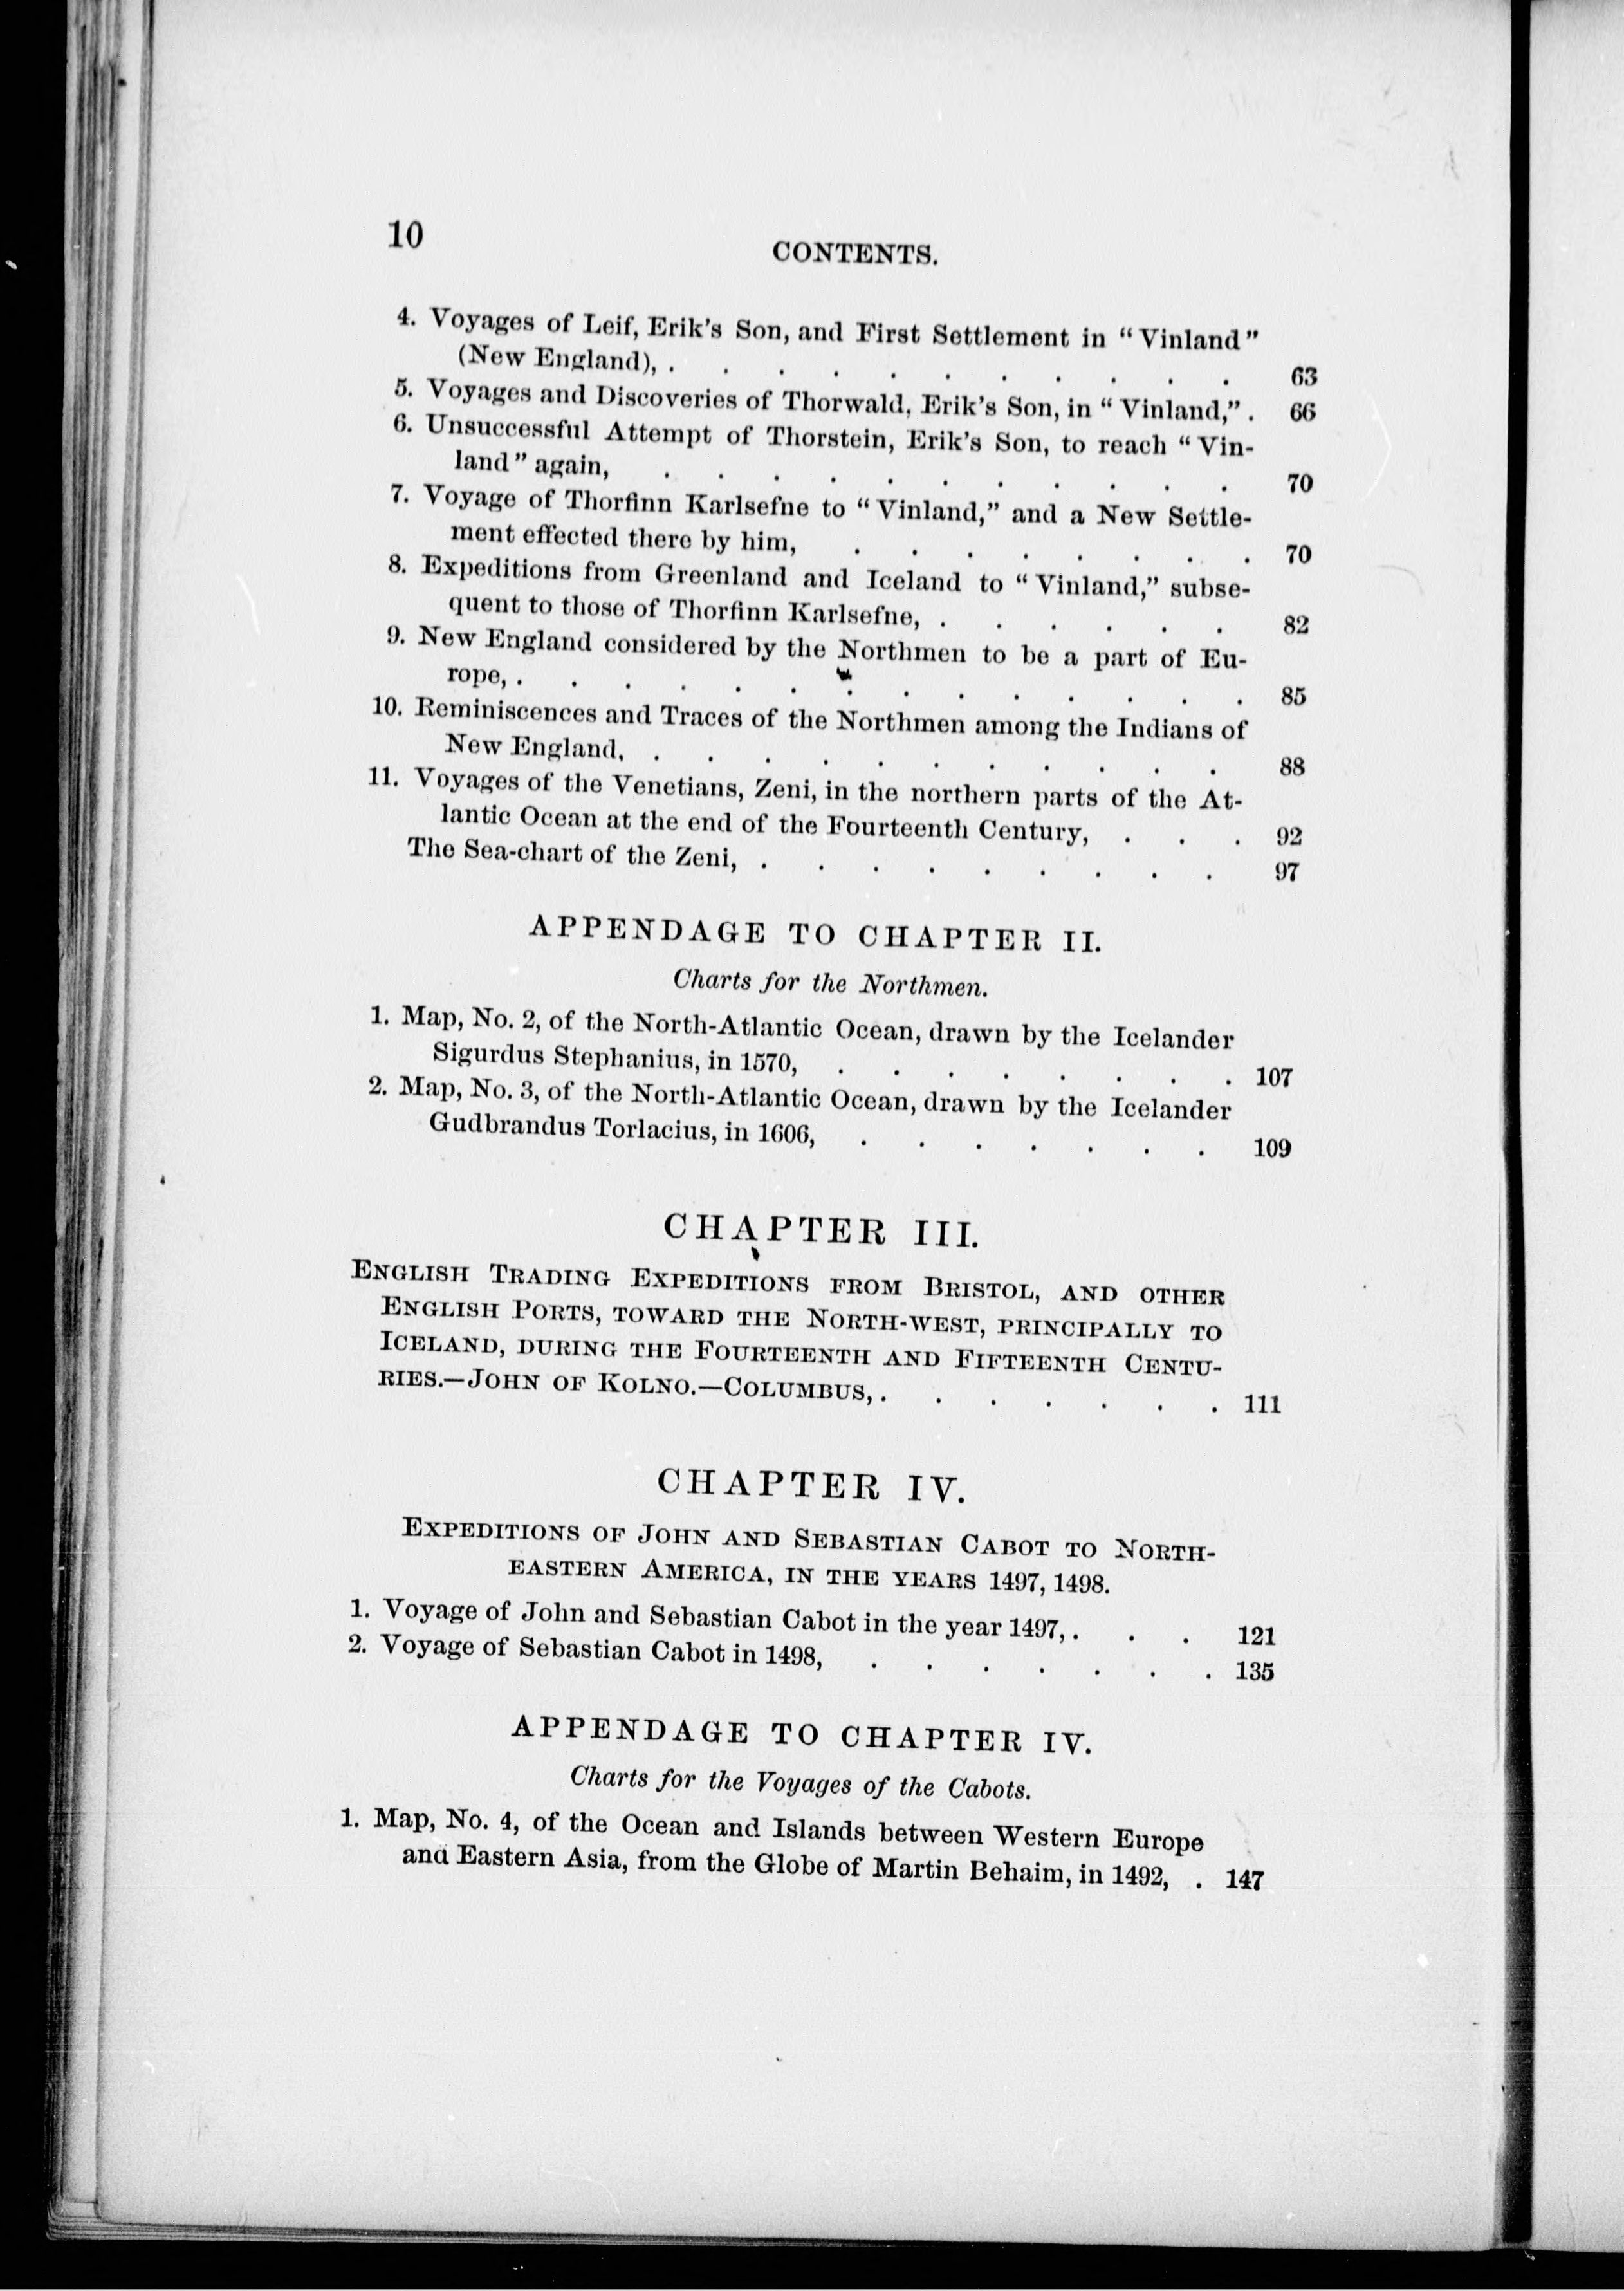 10
CONTENTS.
4. Voyages of Leif, Erik's Son, and First Settlement in “Vinland”
(New England), . . . . . . . . . . . 63
5. Voyages and Discoveries of Thorwald, Erik's Son, in “Vinland,” . 66
6. Unsuccessful Attempt of Thorstein, Erik's Son, to reach “Vin-
land” again, . . . . . . . . . . . 70
7. Voyage of Thorfinn Karlsefne to “Vinland,” and a New Settle-
ment effected there by him, . . . . . . . . 70
8. Expeditions from Greenland and Iceland to “Vinland,” subse-
quent to those of Thorfinn Karlsefne, . . . . . . 82
9. New England considered by the Northmen to be a part of Eu-
rope, . . . . . . . . . . . . . . 85
10. Reminiscences and Traces of the Northmen among the Indians of
New England, . . . . . . . . . . . 88
11. Voyages of the Venetians, Zeni, in the northern parts of the At-
lantic Ocean at the end of the Fourteenth Century, . . . 92
The Sea-chart of the Zeni, . . . . . . . . . 97
APPENDAGE TO CHAPTER II.
Charts for the Northmen.
1. Map, No. 2, of the North-Atlantic Ocean, drawn by the Icelander
Sigurdus Stephanius, in 1570, . . . . . . . . 107
2. Map, No. 3, of the North-Atlantic Ocean, drawn by the Icelander
Gudbrandus Torlacius, in 1606, . . . . . . . 109
CHAPTER III.
ENGLISH TRADING EXPEDITIONS FROM BRISTOL, AND OTHER
ENGLISH PORTS, TOWARD THE NORTH-WEST, PRINCIPALLY TO
ICELAND, DURING THE FOURTEENTH AND FIFTEENTH CENTU-
RIES.—JOHN OF KOLNO.—COLUMBUS, . . . . . . . 111
CHAPTER IV.
EXPEDITIONS OF JOHN AND SEBASTIAN CABOT TO NORTH-
EASTERN AMERICA, IN THE YEARS 1497, 1498.
1. Voyage of John and Sebastian Cabot in the year 1497, . . . 121
2. Voyage of Sebastian Cabot in 1498, . . . . . . . 135
APPENDAGE TO CHAPTER IV.
Charts for the Voyages of the Cabots.
1. Map, No. 4, of the Ocean and Islands between Western Europe
and Eastern Asia, from the Globe of Martin Behaim, in 1492, . 147